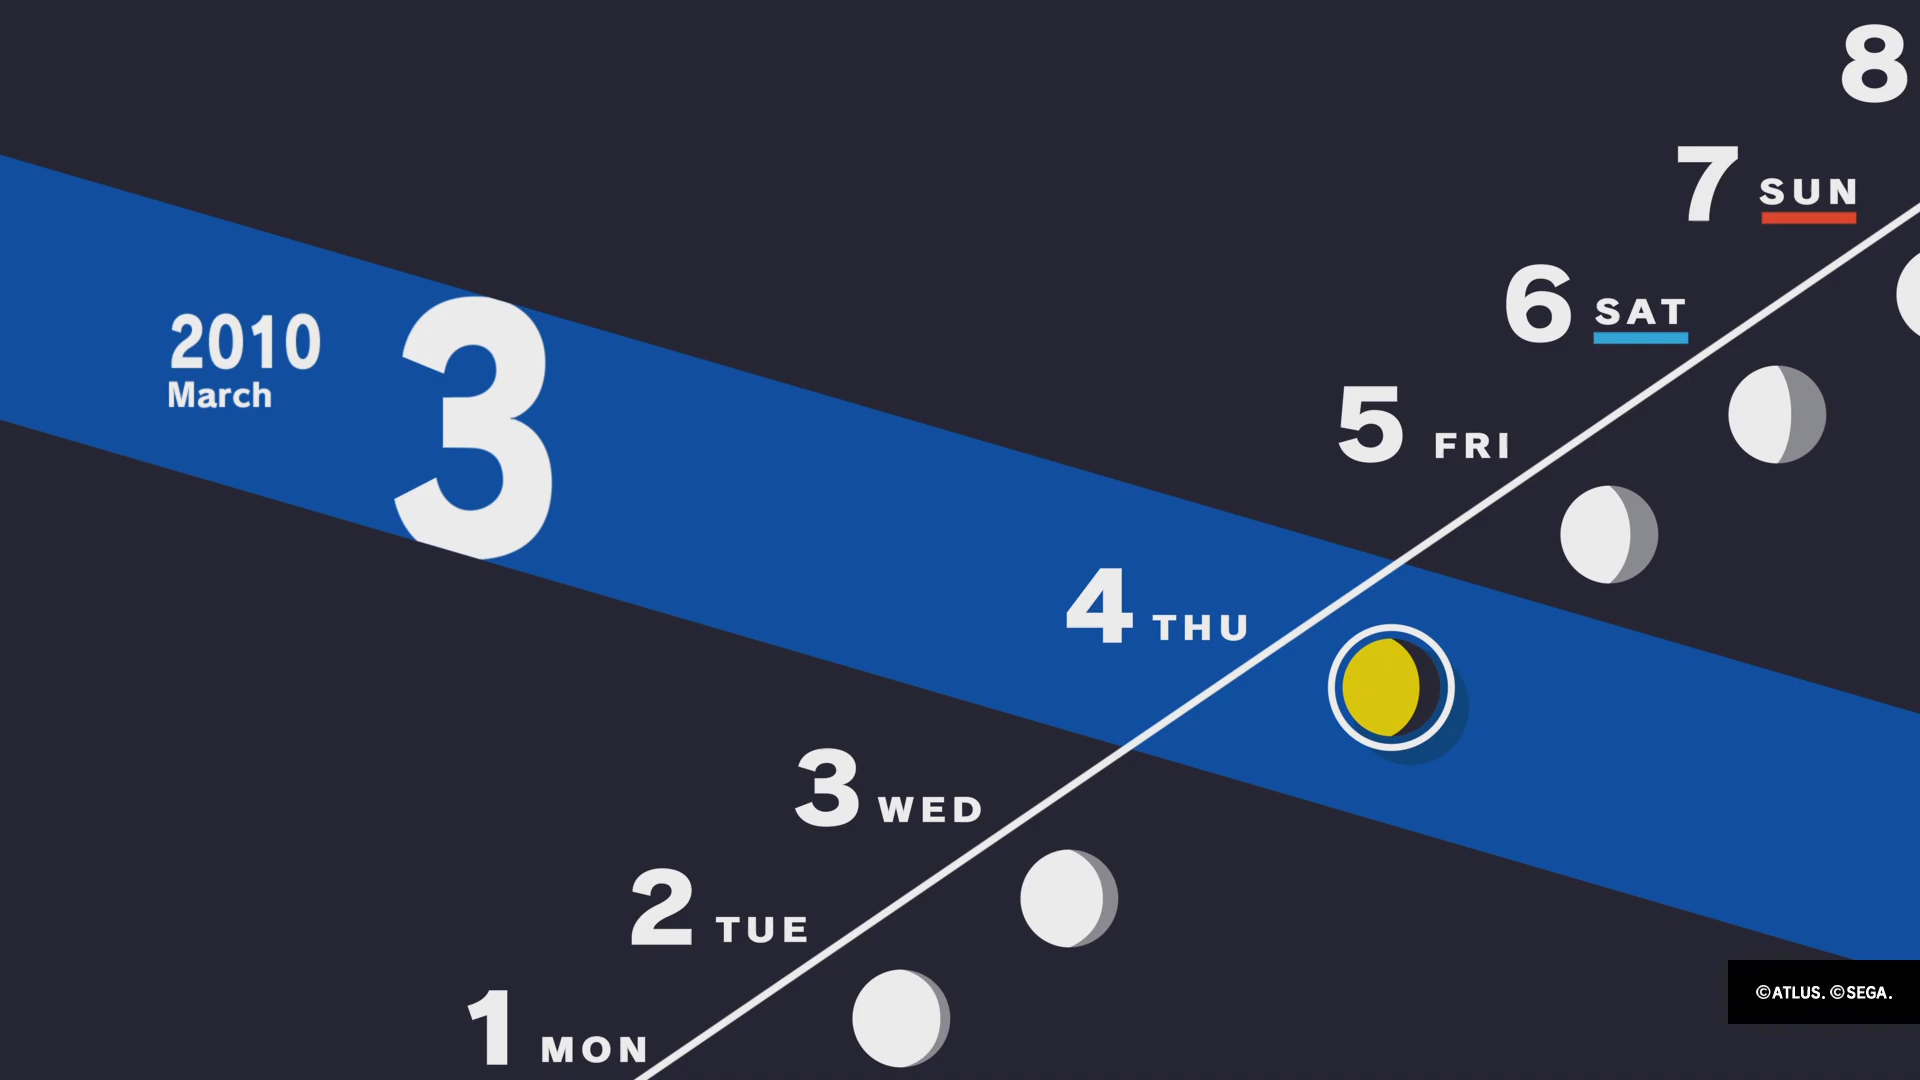 2010
March
3
8
7 SUN
6 SAT
5 FRI
4 THU
3 WED
2 TUE
1 MON
©ATLUS. ©SEGA.